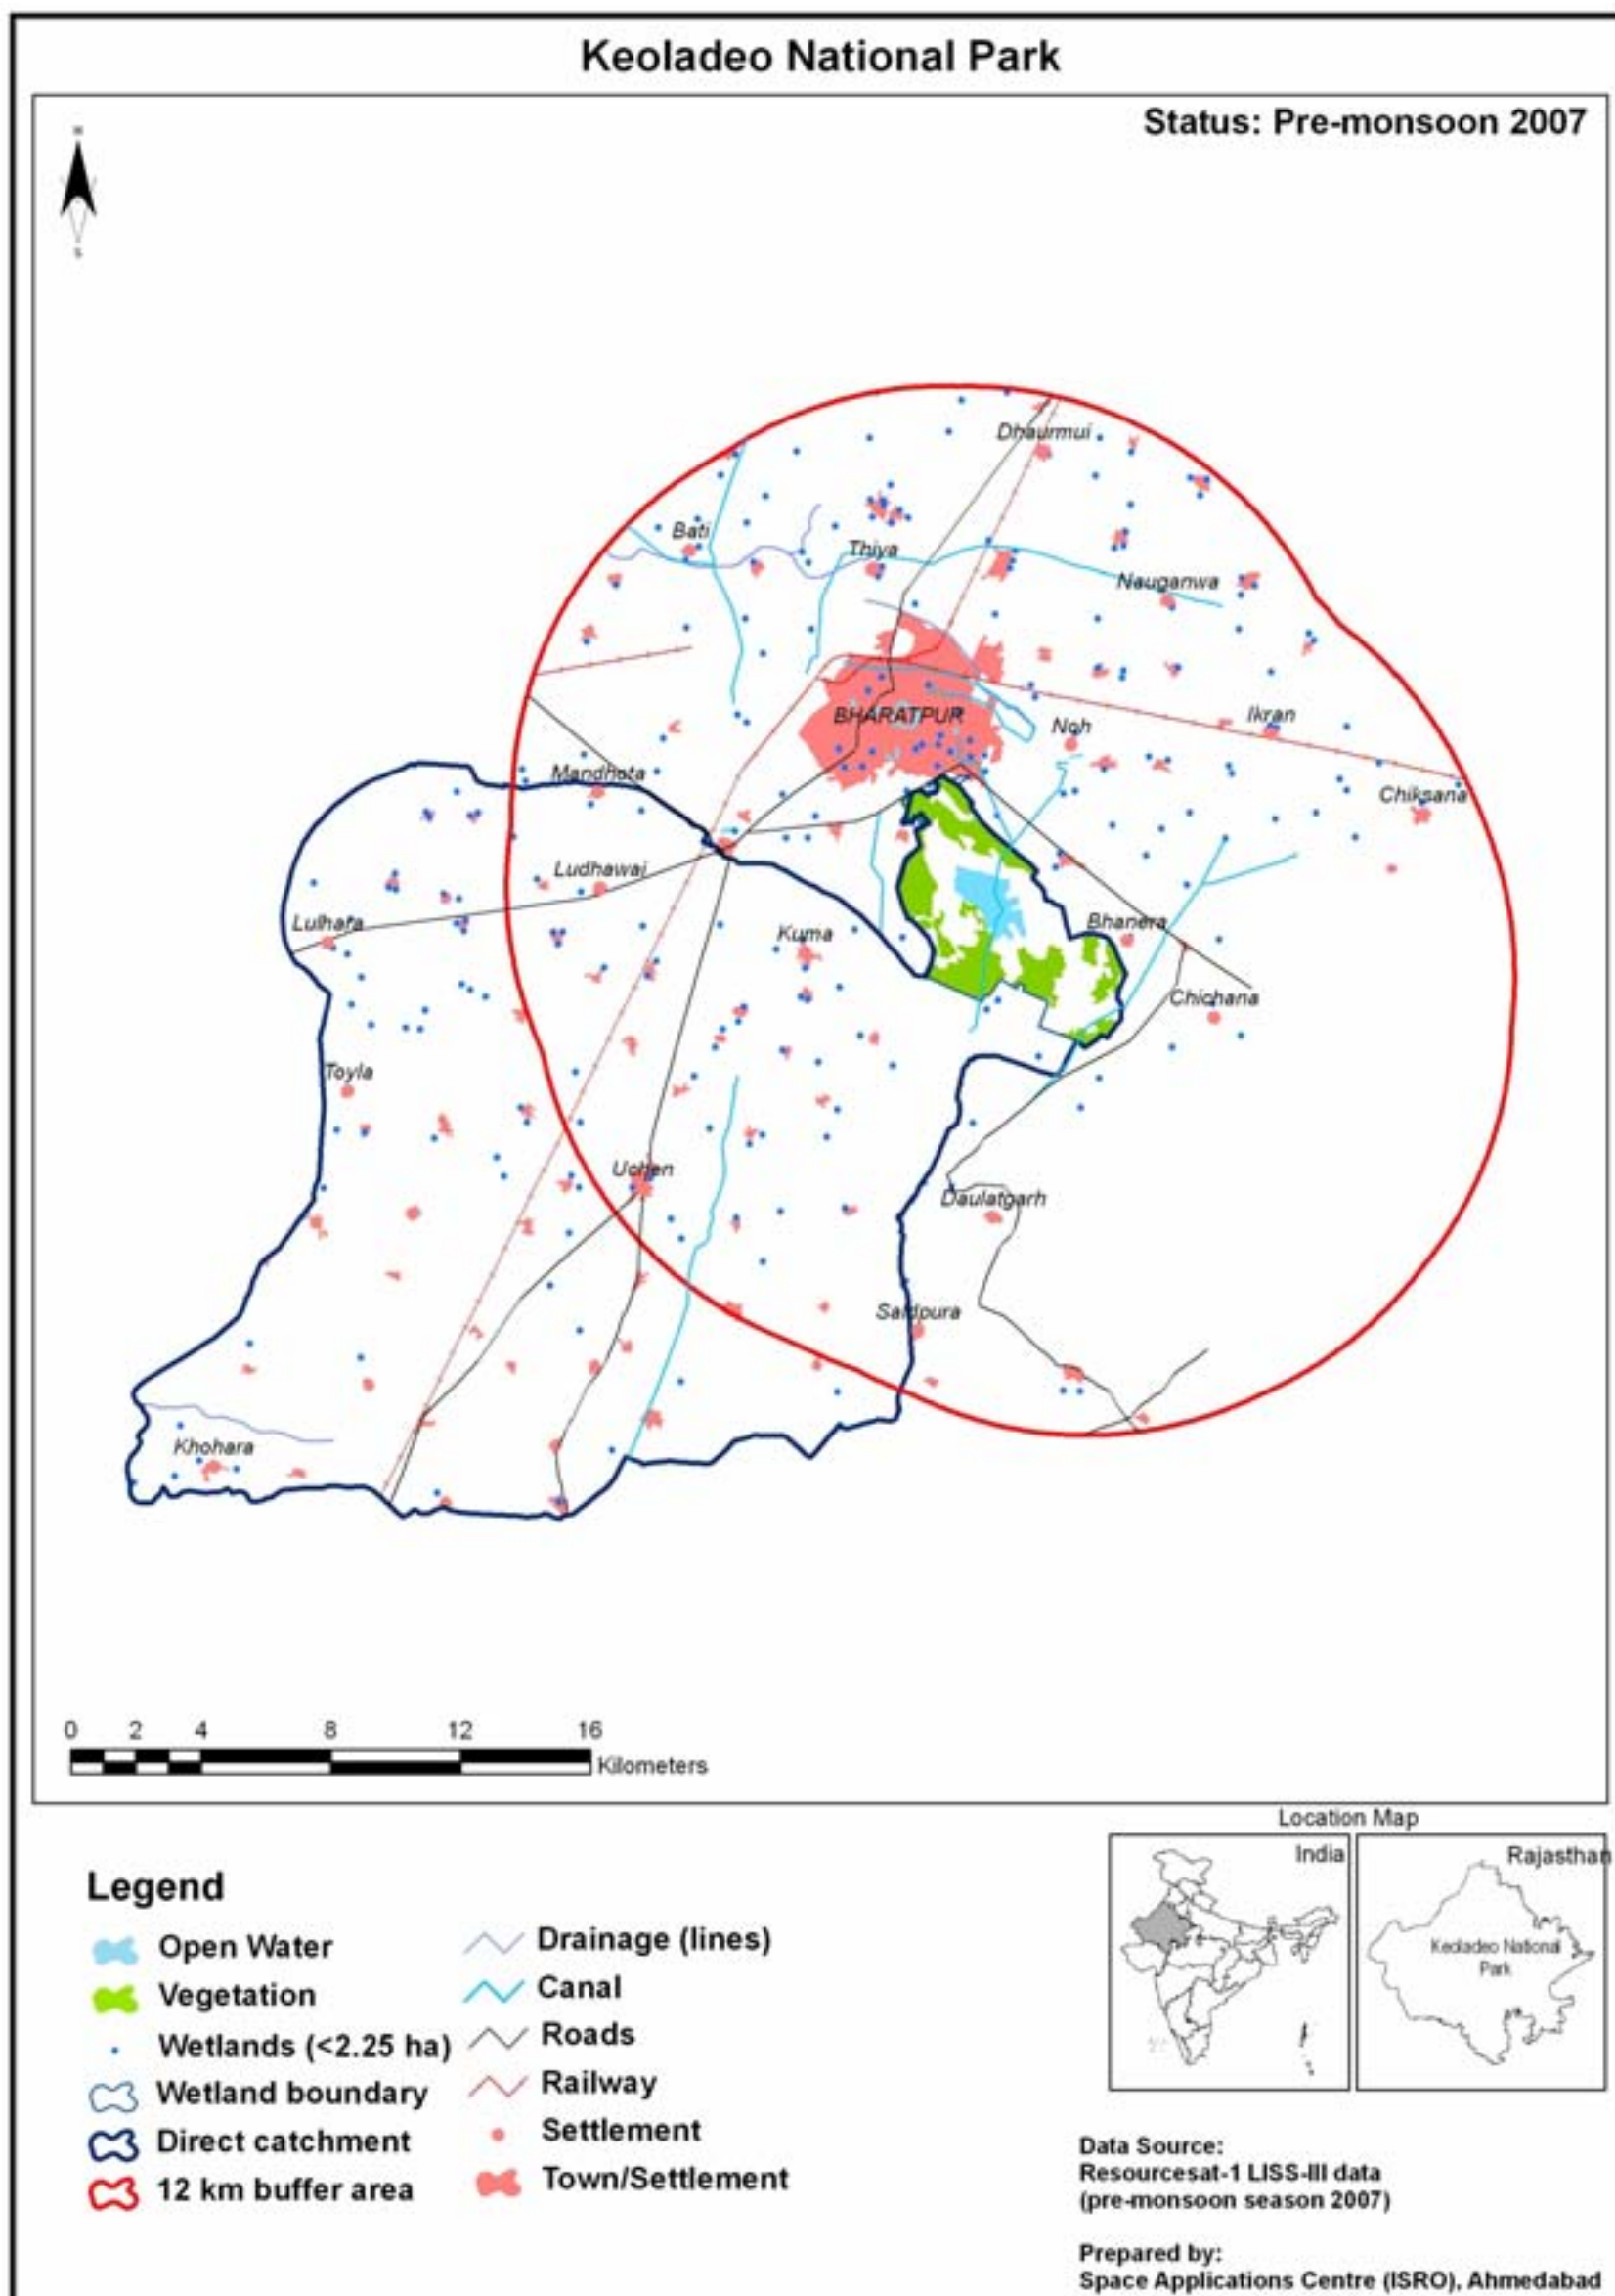 Keoladeo National Park
Status: Pre-monsoon 2007
N
S
Dhaurmui
Bati
Thiya
Nauganwa
BHARATPUR
Noh
Ikran
Mandhota
Chiksana
Ludhawai
Lulhara
Kuma
Bhanera
Chichana
Toyla
Uchen
Daulatgarh
Saidpura
Khohara
0 2 4 8 12 16
Kilometers
Location Map
India
Rajasthan
Keoladeo National
Park
Legend
Open Water
Vegetation
Wetlands (<2.25 ha)
Wetland boundary
Direct catchment
12 km buffer area
Drainage (lines)
Canal
Roads
Railway
Settlement
Town/Settlement
Data Source:
Resourcesat-1 LISS-III data
(pre-monsoon season 2007)
Prepared by:
Space Applications Centre (ISRO), Ahmedabad